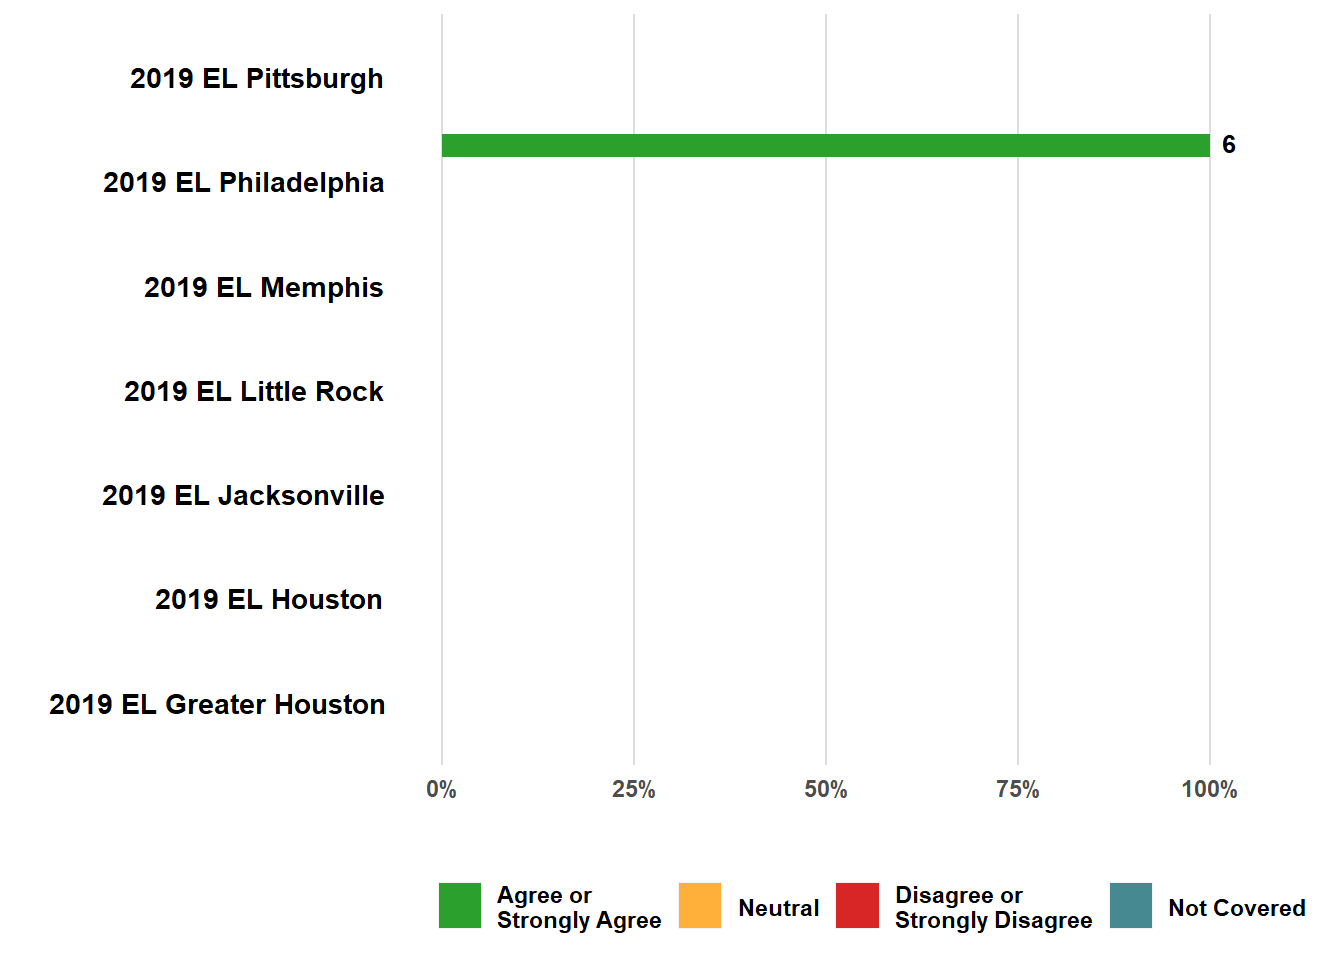 2019 EL Pittsburgh
6
2019 EL Philadelphia
2019 EL Memphis
2019 EL Little Rock
2019 EL Jacksonville
2019 EL Houston
2019 EL Greater Houston
0% 25% 50% 75% 100%
Agree or
Strongly Agree
Neutral
Disagree or
Strongly Disagree
Not Covered